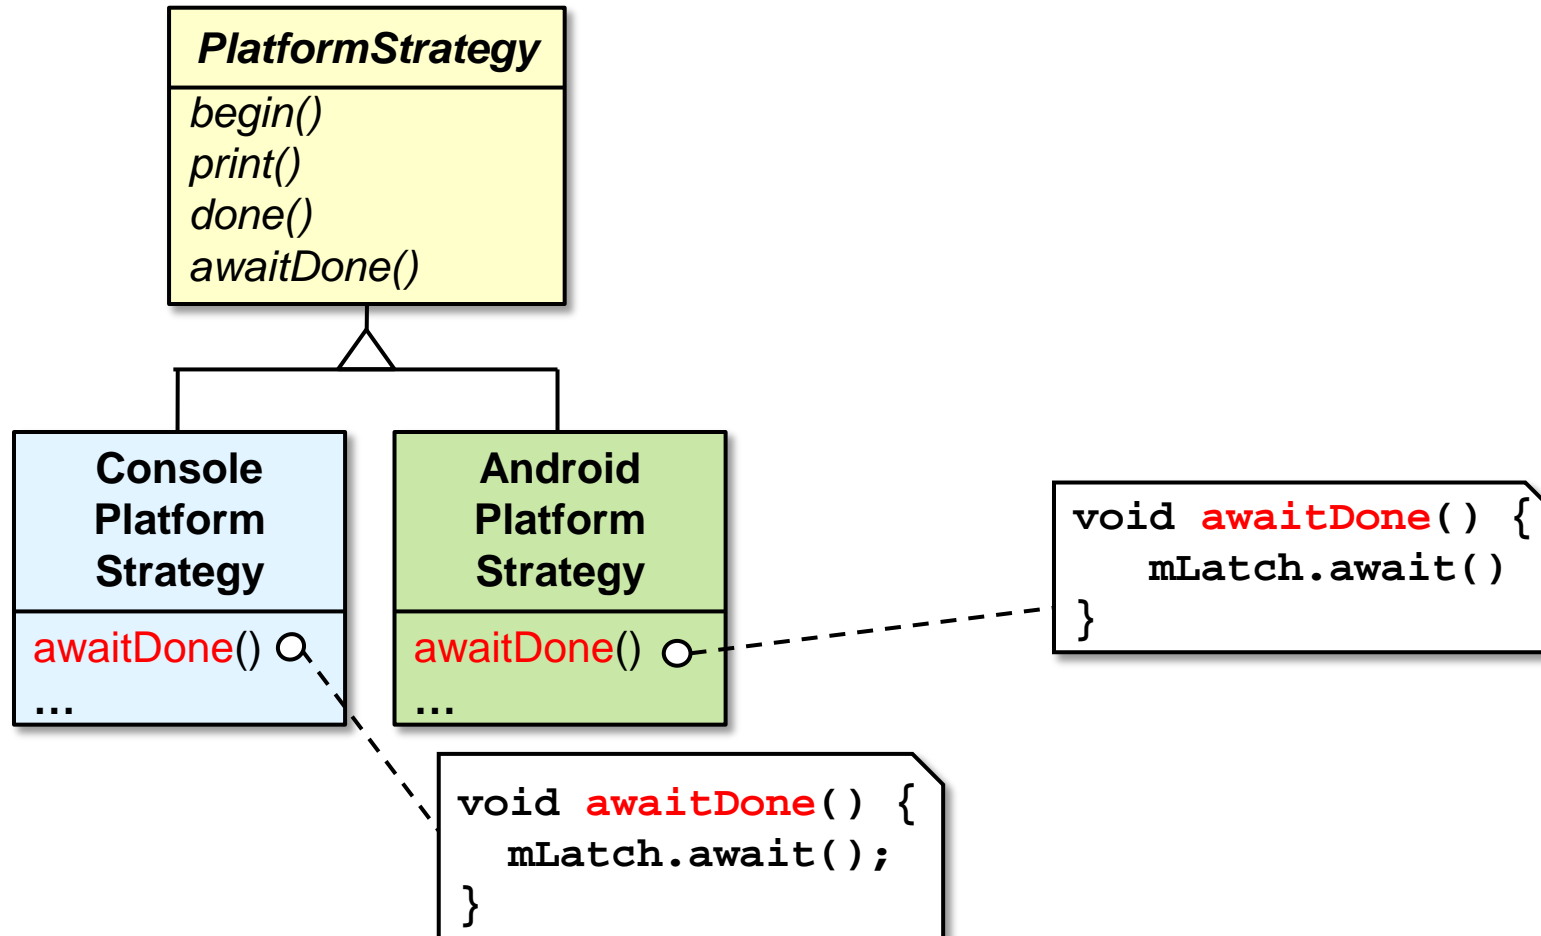 PlatformStrategy
begin()
print()
done()
awaitDone()
Console
Platform
Strategy
awaitDone()
...
Android
Platform
Strategy
awaitDone()
...
void awaitDone() {
mLatch.await()
}
void awaitDone() {
mLatch.await();
}